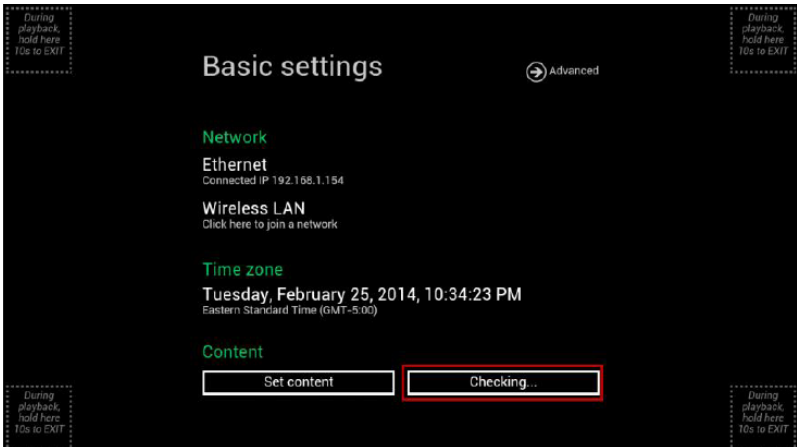 During
playback,
hold here
10s to EXIT
During
playback,
hold here
10s to EXIT
Basic settings
Advanced
Network
Ethernet
Connected IP 192.168.1.154
Wireless LAN
Click here to join a network
Time zone
Tuesday, February 25, 2014, 10:34:23 PM
Eastern Standard Time (GMT-5:00)
Content
Set content
Checking...
During
playback,
hold here
10s to EXIT
During
playback,
hold here
10s to EXIT